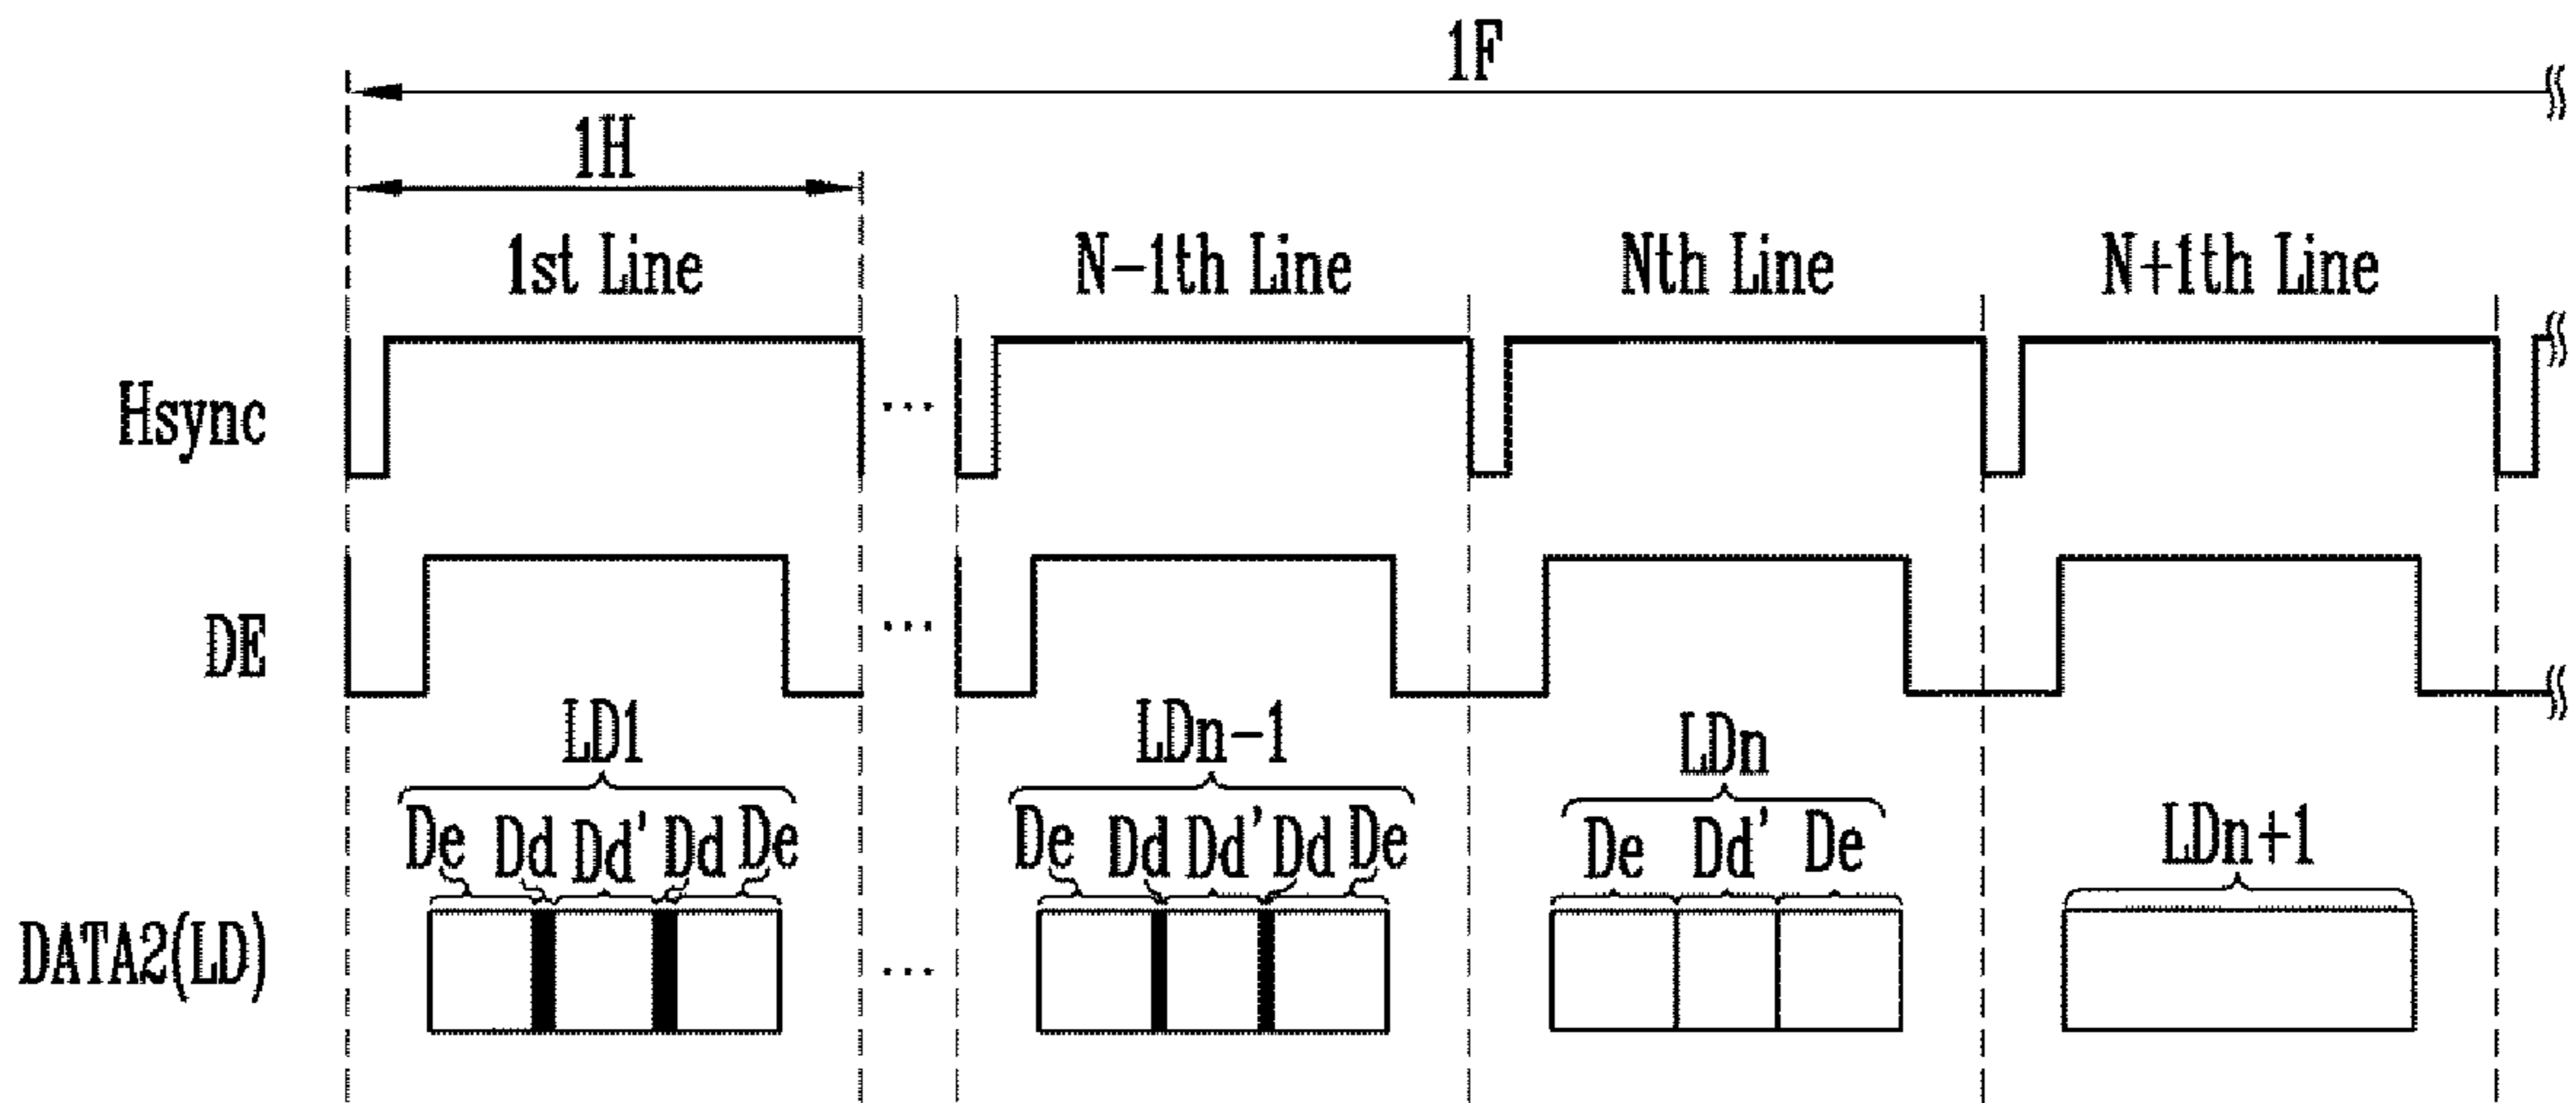 1F
1H
1st Line N-1th Line Nth Line N+1th Line
Hsync ... 
DE ...
LD1 LDn-1 LDn LDn+1
De Dd Dd' Dd De De Dd Dd' Dd De De Dd' De
DATA2(LD) ...